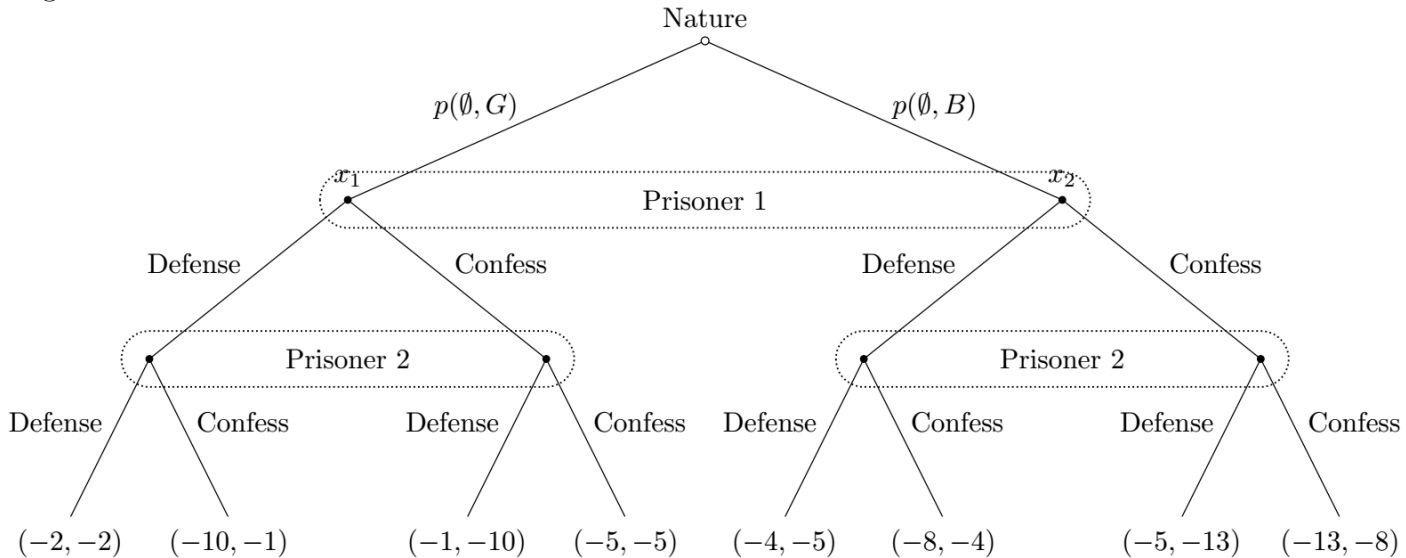 Nature
p(∅, G)
p(∅, B)
x₁
x₂
Prisoner 1
Defense
Confess
Defense
Confess
Prisoner 2
Prisoner 2
Defense
Confess
Defense
Confess
Defense
Confess
Defense
Confess
(−2, −2)
(−10, −1)
(−1, −10)
(−5, −5)
(−4, −5)
(−8, −4)
(−5, −13)
(−13, −8)